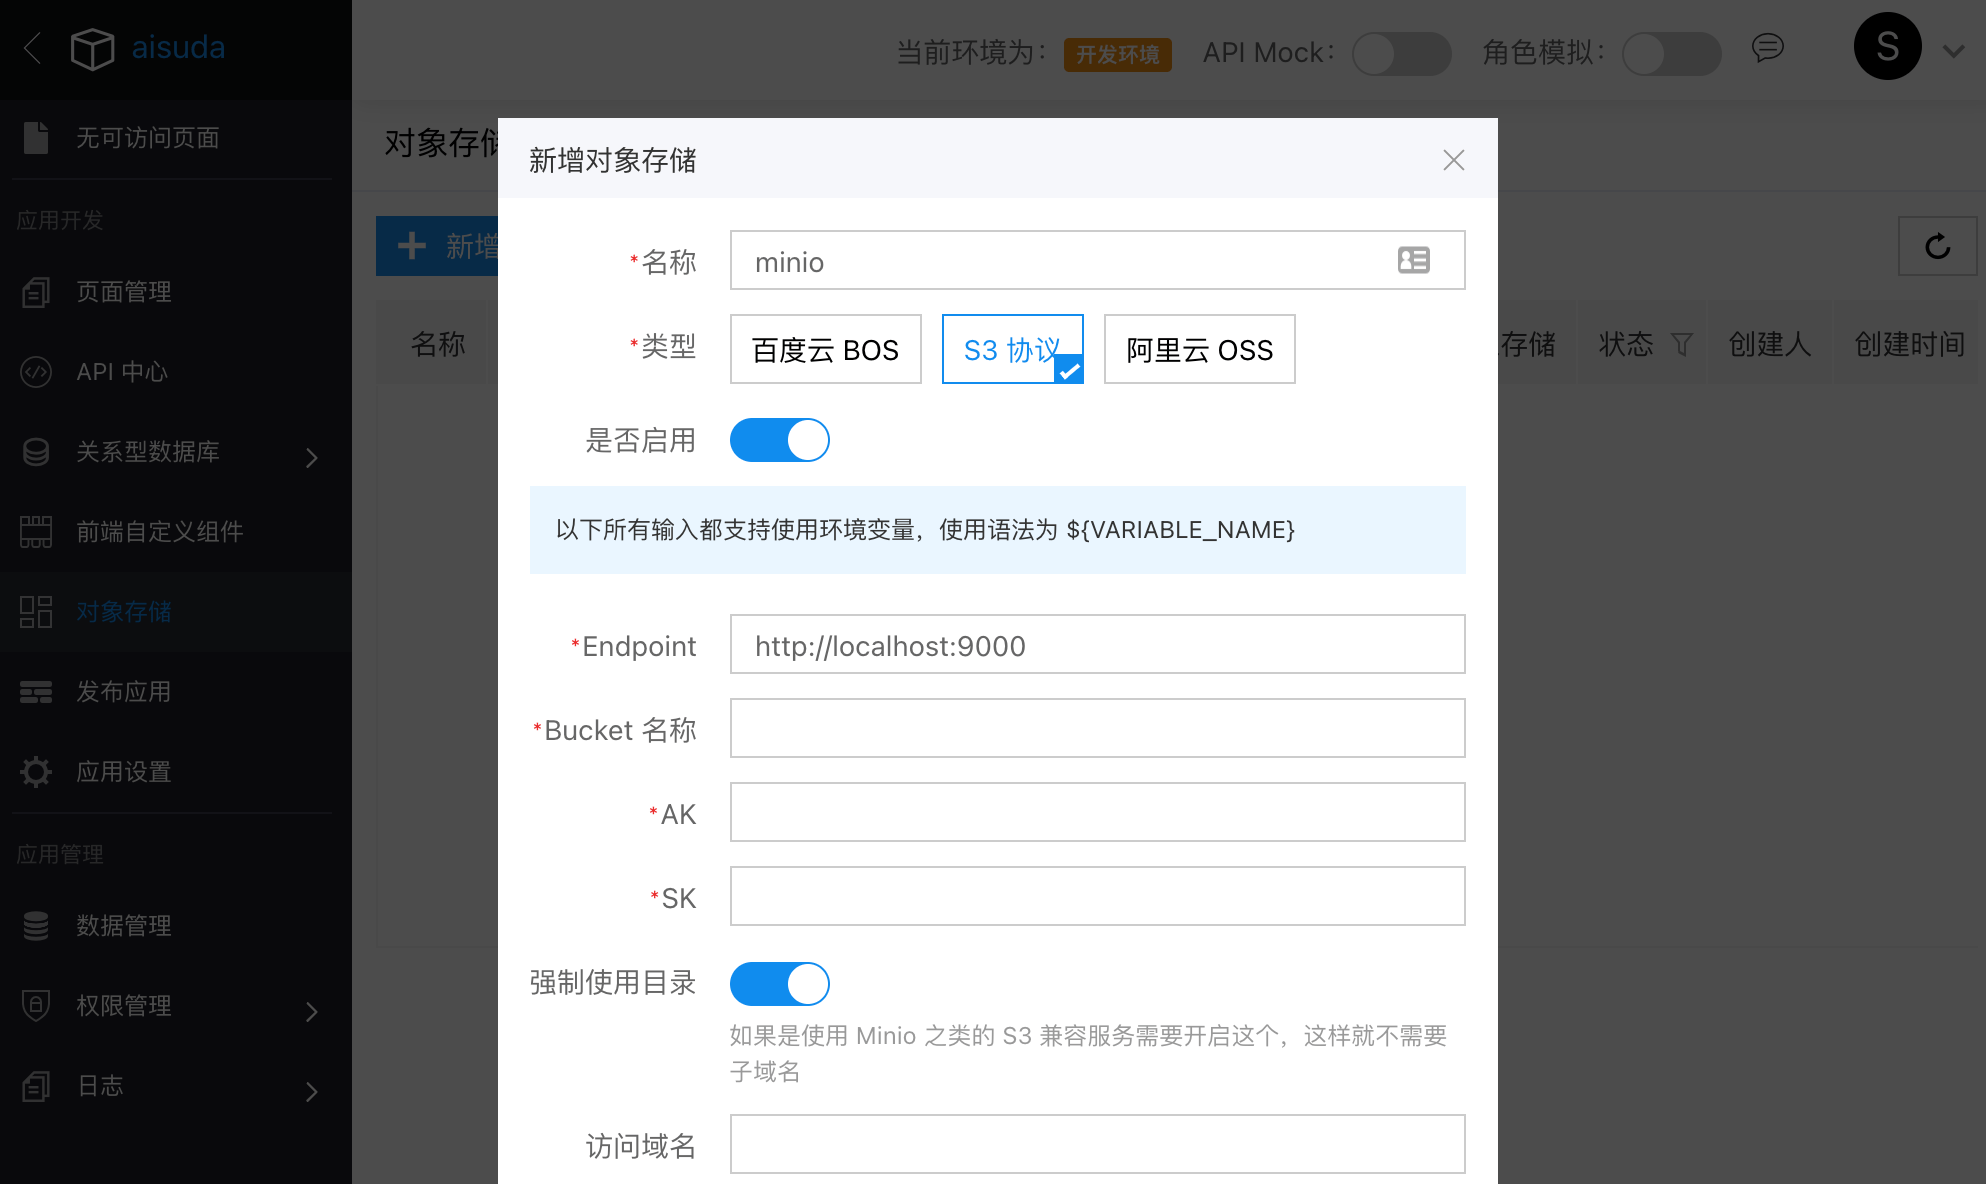 aisuda
当前环境为：
开发环境
API Mock：
角色模拟：
S
无可访问页面
应用开发
页面管理
API 中心
关系型数据库
前端自定义组件
对象存储
发布应用
应用设置
应用管理
数据管理
权限管理
日志
对象存储
新增
名称
存储
状态
创建人
创建时间
新增对象存储
*名称
minio
*类型
百度云 BOS
S3 协议
阿里云 OSS
是否启用
以下所有输入都支持使用环境变量，使用语法为 ${VARIABLE_NAME}
*Endpoint
http://localhost:9000
*Bucket 名称
*AK
*SK
强制使用目录
如果是使用 Minio 之类的 S3 兼容服务需要开启这个，这样就不需要
子域名
访问域名